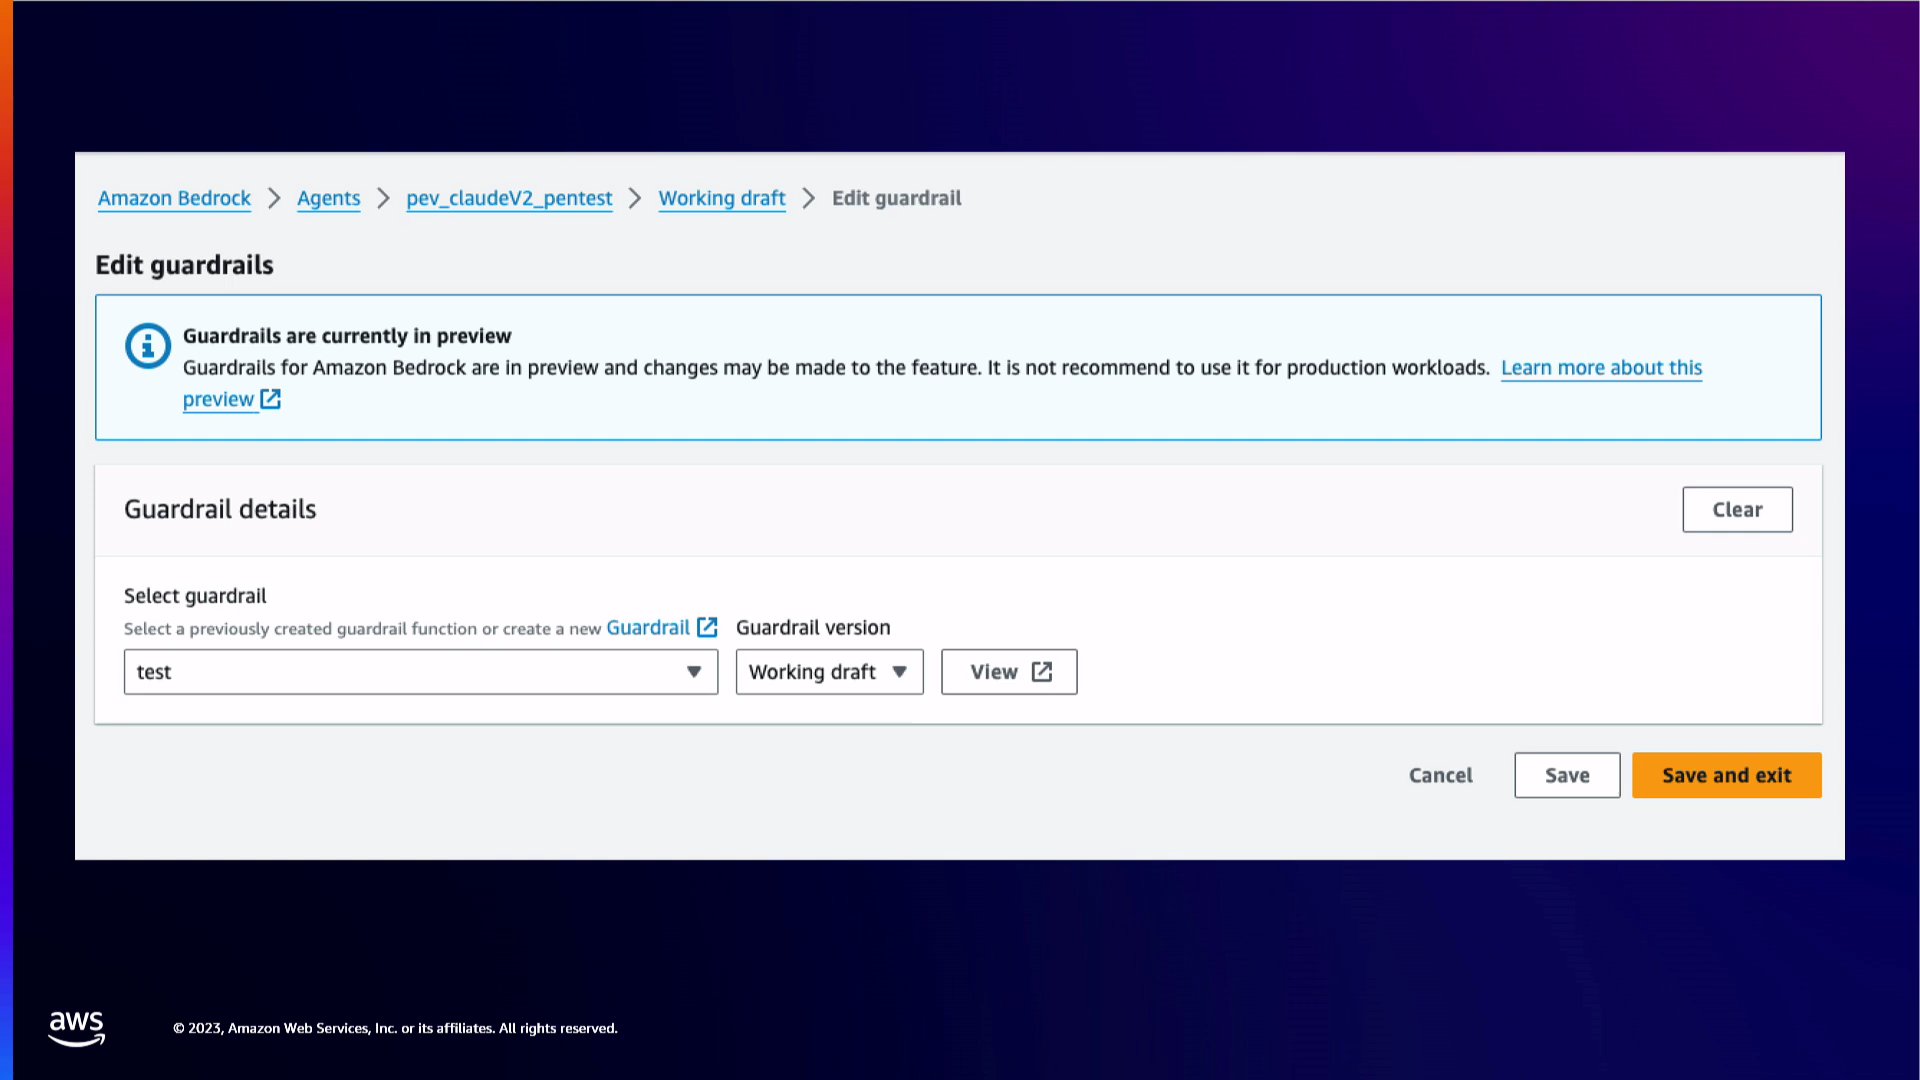 Amazon Bedrock > Agents > pev_claudeV2_pentest > Working draft > Edit guardrail
Edit guardrails
Guardrails are currently in preview
Guardrails for Amazon Bedrock are in preview and changes may be made to the feature. It is not recommend to use it for production workloads. Learn more about this
preview
Guardrail details
Clear
Select guardrail
Select a previously created guardrail function or create a new Guardrail
Guardrail version
test
Working draft
View
Cancel
Save
Save and exit
aws
© 2023, Amazon Web Services, Inc. or its affiliates. All rights reserved.